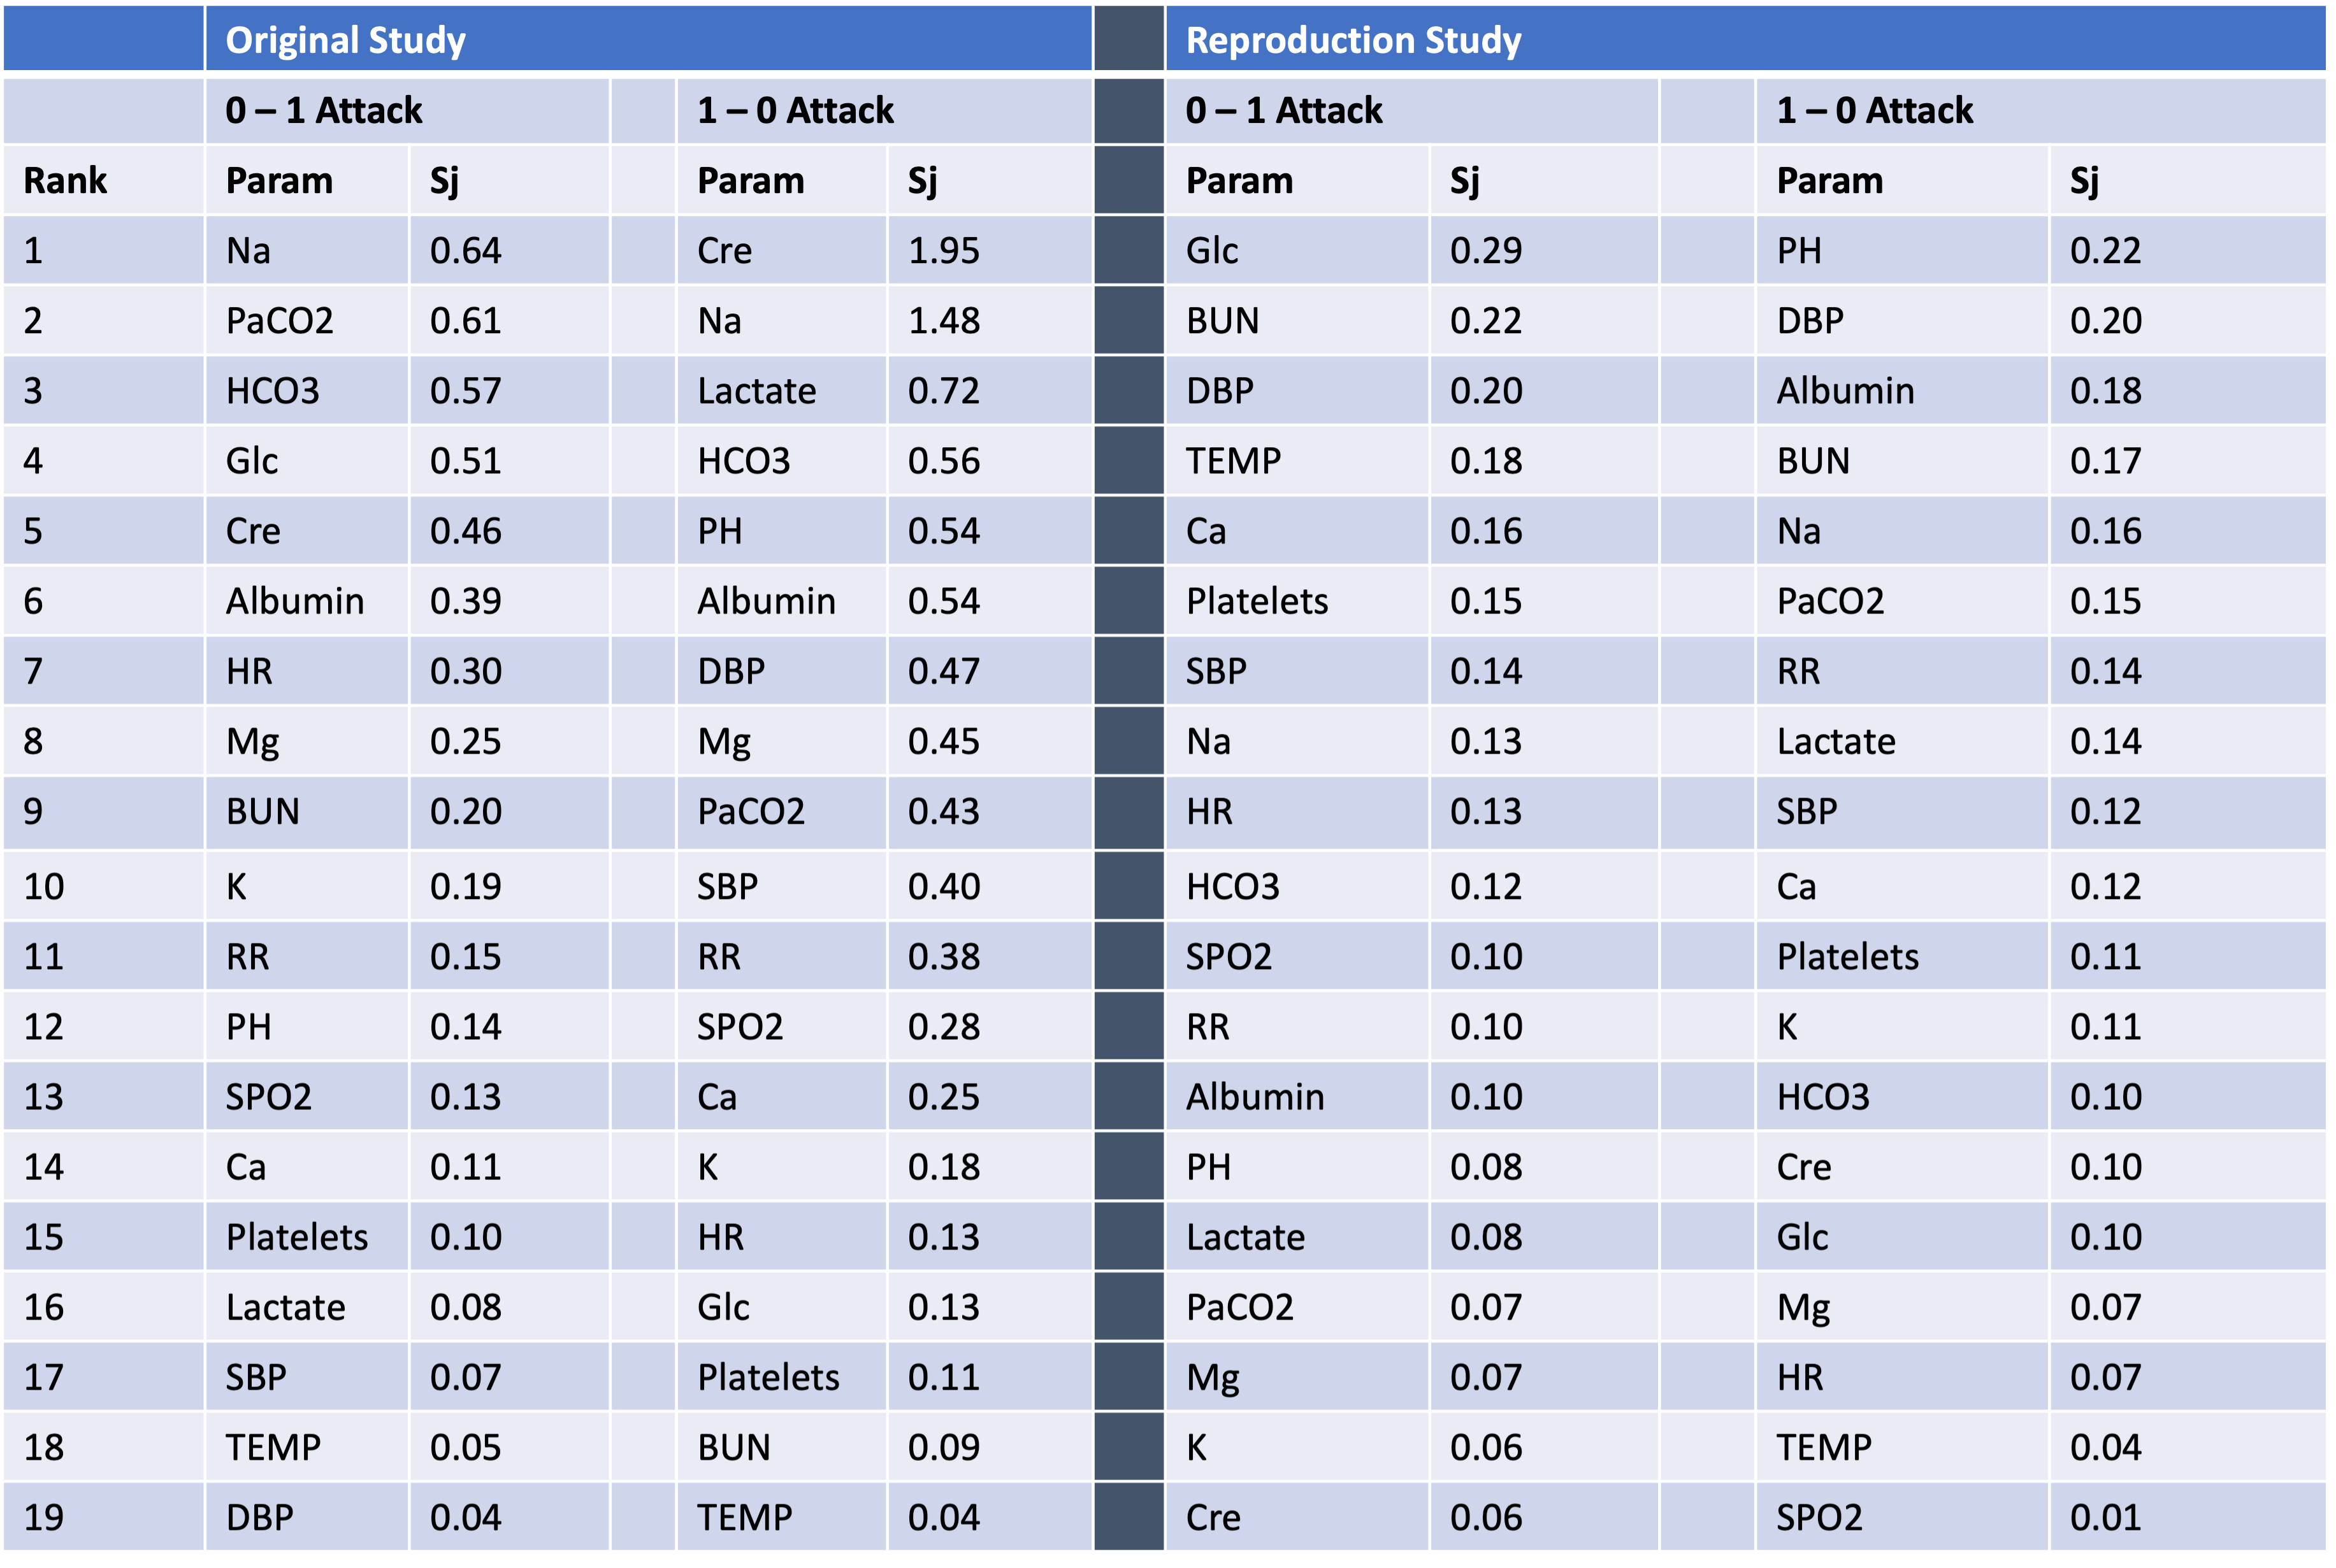 Original Study Reproduction Study
0 – 1 Attack 1 – 0 Attack 0 – 1 Attack 1 – 0 Attack
Rank Param Sj Param Sj Param Sj Param Sj
1 Na 0.64 Cre 1.95 Glc 0.29 PH 0.22
2 PaCO2 0.61 Na 1.48 BUN 0.22 DBP 0.20
3 HCO3 0.57 Lactate 0.72 DBP 0.20 Albumin 0.18
4 Glc 0.51 HCO3 0.56 TEMP 0.18 BUN 0.17
5 Cre 0.46 PH 0.54 Ca 0.16 Na 0.16
6 Albumin 0.39 Albumin 0.54 Platelets 0.15 PaCO2 0.15
7 HR 0.30 DBP 0.47 SBP 0.14 RR 0.14
8 Mg 0.25 Mg 0.45 Na 0.13 Lactate 0.14
9 BUN 0.20 PaCO2 0.43 HR 0.13 SBP 0.12
10 K 0.19 SBP 0.40 HCO3 0.12 Ca 0.12
11 RR 0.15 RR 0.38 SPO2 0.10 Platelets 0.11
12 PH 0.14 SPO2 0.28 RR 0.10 K 0.11
13 SPO2 0.13 Ca 0.25 Albumin 0.10 HCO3 0.10
14 Ca 0.11 K 0.18 PH 0.08 Cre 0.10
15 Platelets 0.10 HR 0.13 Lactate 0.08 Glc 0.10
16 Lactate 0.08 Glc 0.13 PaCO2 0.07 Mg 0.07
17 SBP 0.07 Platelets 0.11 Mg 0.07 HR 0.07
18 TEMP 0.05 BUN 0.09 K 0.06 TEMP 0.04
19 DBP 0.04 TEMP 0.04 Cre 0.06 SPO2 0.01